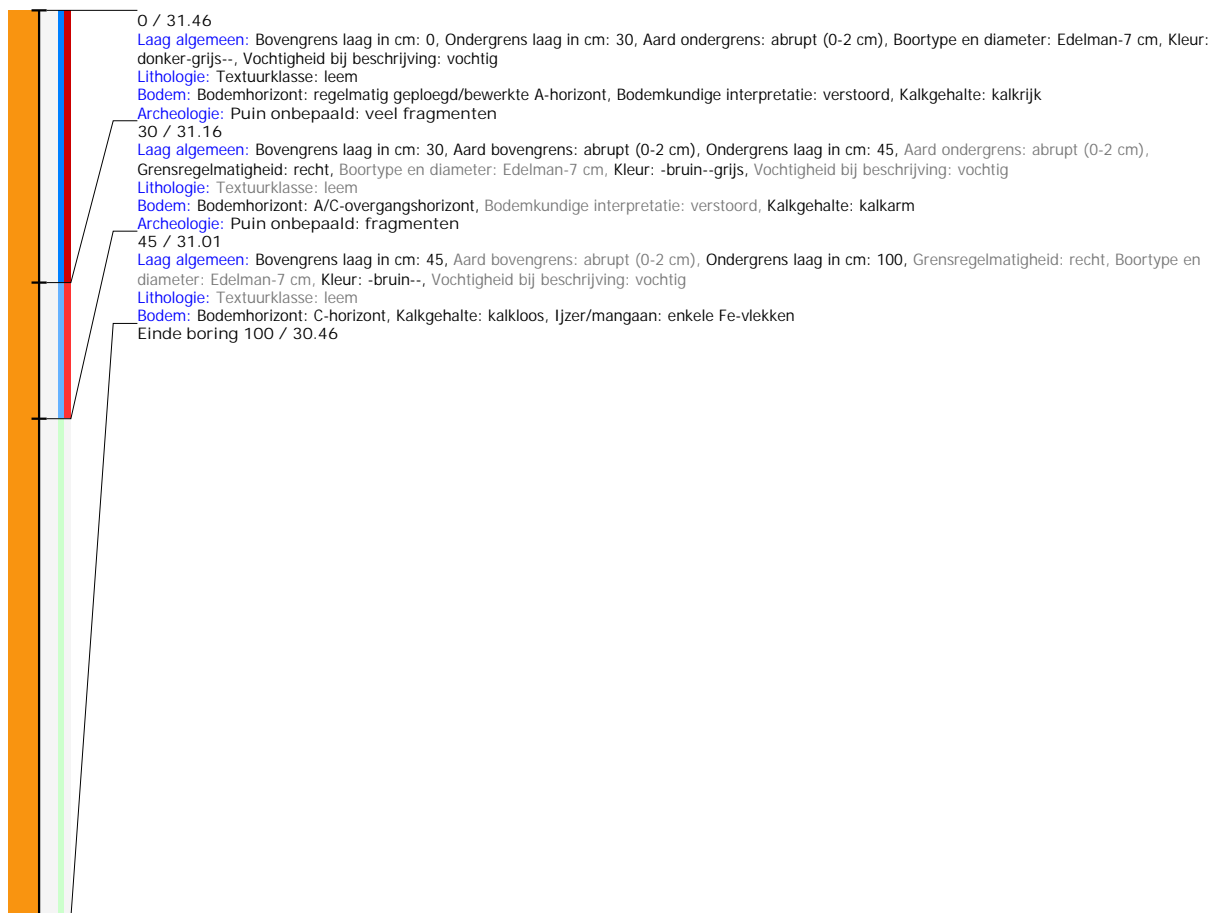 0 / 31.46
Laag algemeen: Bovengrens laag in cm: 0, Ondergrens laag in cm: 30, Aard ondergrens: abrupt (0-2 cm), Boortype en diameter: Edelman-7 cm, Kleur:
donker-grijs--, Vochtigheid bij beschrijving: vochtig
Lithologie: Textuurklasse: leem
Bodem: Bodemhorizont: regelmatig geploegd/bewerkte A-horizont, Bodemkundige interpretatie: verstoord, Kalkgehalte: kalkrijk
Archeologie: Puin onbepaald: veel fragmenten
30 / 31.16
Laag algemeen: Bovengrens laag in cm: 30, Aard bovengrens: abrupt (0-2 cm), Ondergrens laag in cm: 45, Aard ondergrens: abrupt (0-2 cm),
Grensregelmatigheid: recht, Boortype en diameter: Edelman-7 cm, Kleur: -bruin--grijs, Vochtigheid bij beschrijving: vochtig
Lithologie: Textuurklasse: leem
Bodem: Bodemhorizont: A/C-overgangshorizont, Bodemkundige interpretatie: verstoord, Kalkgehalte: kalkarm
Archeologie: Puin onbepaald: fragmenten
45 / 31.01
Laag algemeen: Bovengrens laag in cm: 45, Aard bovengrens: abrupt (0-2 cm), Ondergrens laag in cm: 100, Grensregelmatigheid: recht, Boortype en
diameter: Edelman-7 cm, Kleur: -bruin--, Vochtigheid bij beschrijving: vochtig
Lithologie: Textuurklasse: leem
Bodem: Bodemhorizont: C-horizont, Kalkgehalte: kalkloos, Ijzer/mangaan: enkele Fe-vlekken
Einde boring 100 / 30.46